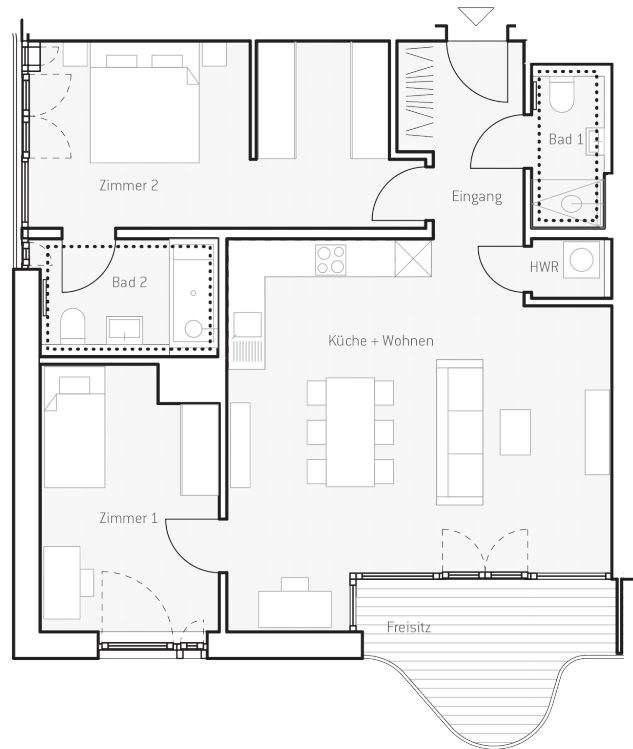 Bad 1
Zimmer 2
Eingang
HWR
Bad 2
Küche + Wohnen
Zimmer 1
Freisitz